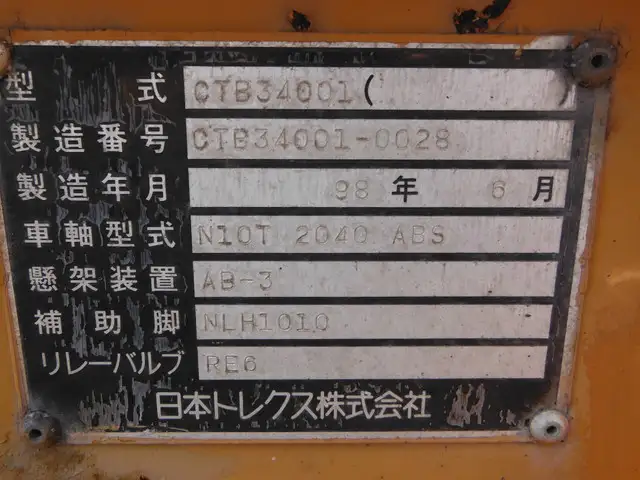 型式 CTB34001( )
製造番号 CTB34001-0028
製造年月 98年 6月
車軸型式 N10T 2040 ABS
懸架装置 AB-3
補助脚 NLH1010
リレーバルブ RE6
日本トレクス株式会社